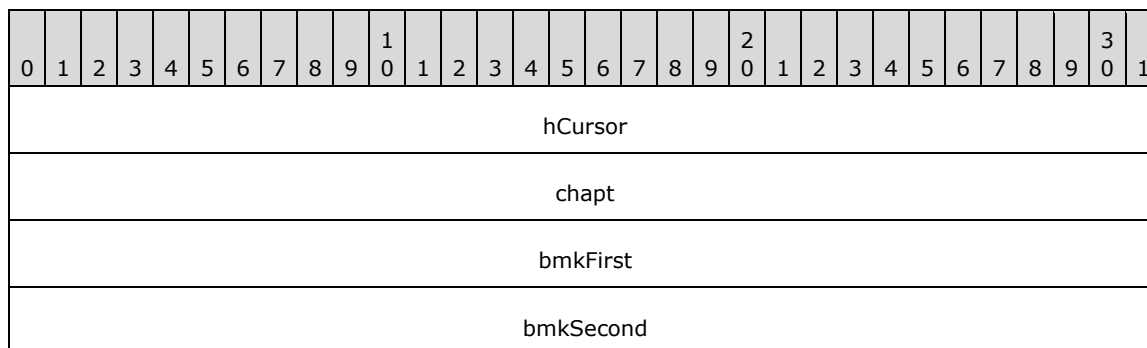 0 1 2 3 4 5 6 7 8 9 1 0 1 2 3 4 5 6 7 8 9 2 0 1 2 3 4 5 6 7 8 9 3 0 1
hCursor
chapt
bmkFirst
bmkSecond